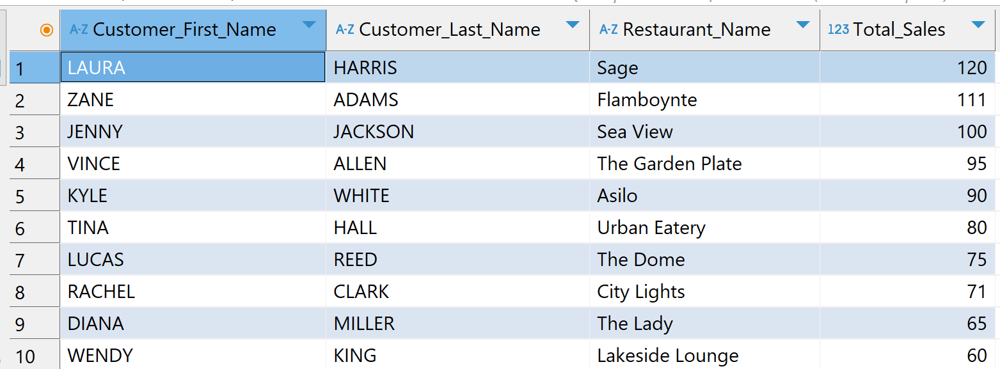 A-Z Customer_First_Name A-Z Customer_Last_Name A-Z Restaurant_Name 123 Total_Sales
1 LAURA HARRIS Sage 120
2 ZANE ADAMS Flamboynte 111
3 JENNY JACKSON Sea View 100
4 VINCE ALLEN The Garden Plate 95
5 KYLE WHITE Asilo 90
6 TINA HALL Urban Eatery 80
7 LUCAS REED The Dome 75
8 RACHEL CLARK City Lights 71
9 DIANA MILLER The Lady 65
10 WENDY KING Lakeside Lounge 60